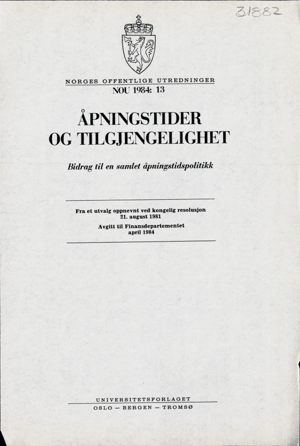 31882
NORGES OFFENTLIGE UTREDNINGER
NOU 1984: 13
ÅPNINGSTIDER
OG TILGJENGELIGHET
Bidrag til en samlet åpningstidspolitikk
Fra et utvalg oppnevnt ved kongelig resolusjon
21. august 1981
Avgitt til Finansdepartementet
april 1984
UNIVERSITETSFORLAGET
OSLO – BERGEN – TROMSØ